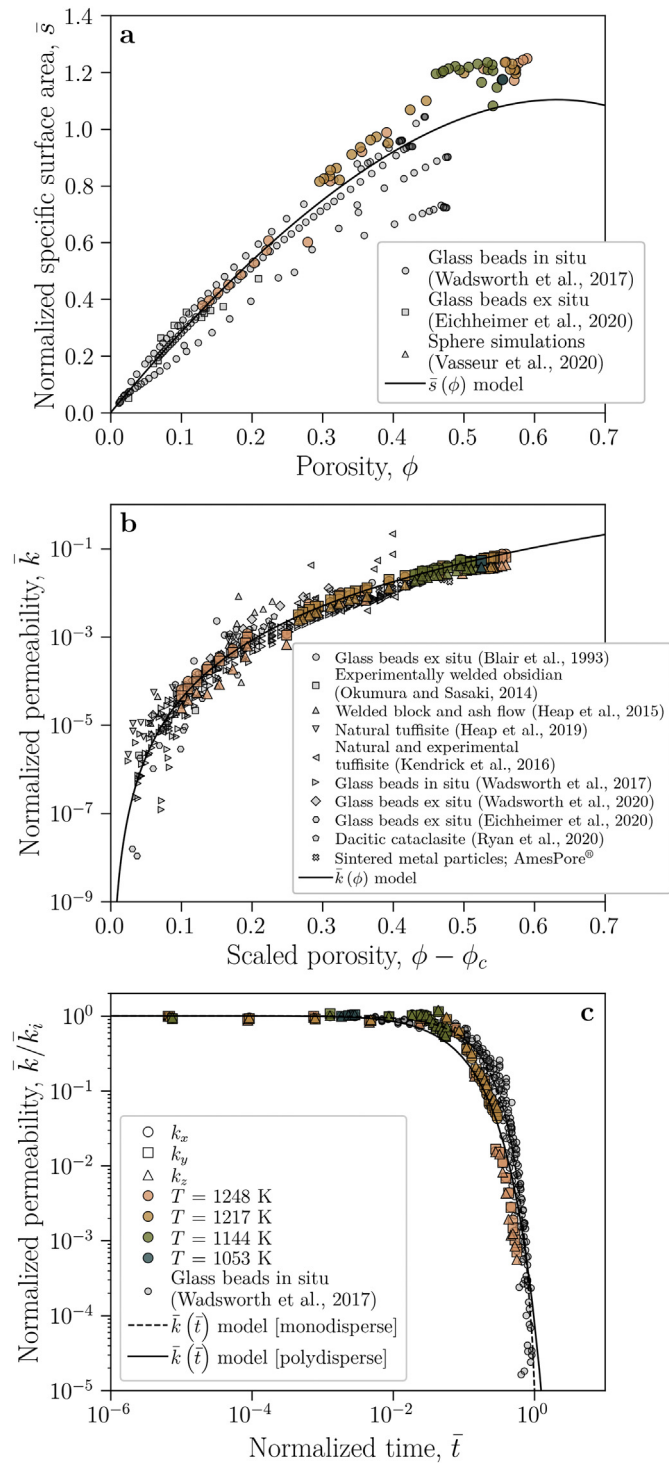 a
1.4
1.2
1.0
0.8
0.6
0.4
0.2
0.0
Normalized specific surface area, s̄
Glass beads in situ
(Wadsworth et al., 2017)
Glass beads ex situ
(Eichheimer et al., 2020)
Sphere simulations
(Vasseur et al., 2020)
s̄ (ϕ) model
0.0 0.1 0.2 0.3 0.4 0.5 0.6 0.7
Porosity, ϕ
b
10⁻¹
10⁻³
10⁻⁵
10⁻⁷
10⁻⁹
Normalized permeability, k̄
Glass beads ex situ (Blair et al., 1993)
Experimentally welded obsidian
(Okumura and Sasaki, 2014)
Welded block and ash flow (Heap et al., 2015)
Natural tuffisite (Heap et al., 2019)
Natural and experimental
tuffisite (Kendrick et al., 2016)
Glass beads in situ (Wadsworth et al., 2017)
Glass beads ex situ (Wadsworth et al., 2020)
Glass beads ex situ (Eichheimer et al., 2020)
Dacitic cataclasite (Ryan et al., 2020)
Sintered metal particles; AmesPore®
k̄ (ϕ) model
0.0 0.1 0.2 0.3 0.4 0.5 0.6 0.7
Scaled porosity, ϕ − ϕ_c
c
10⁰
10⁻¹
10⁻²
10⁻³
10⁻⁴
10⁻⁵
Normalized permeability, k̄/k̄ᵢ
kₓ
k_y
k_z
T = 1248 K
T = 1217 K
T = 1144 K
T = 1053 K
Glass beads in situ
(Wadsworth et al., 2017)
k̄ (t̄) model [monodisperse]
k̄ (t̄) model [polydisperse]
10⁻⁶ 10⁻⁴ 10⁻² 10⁰
Normalized time, t̄